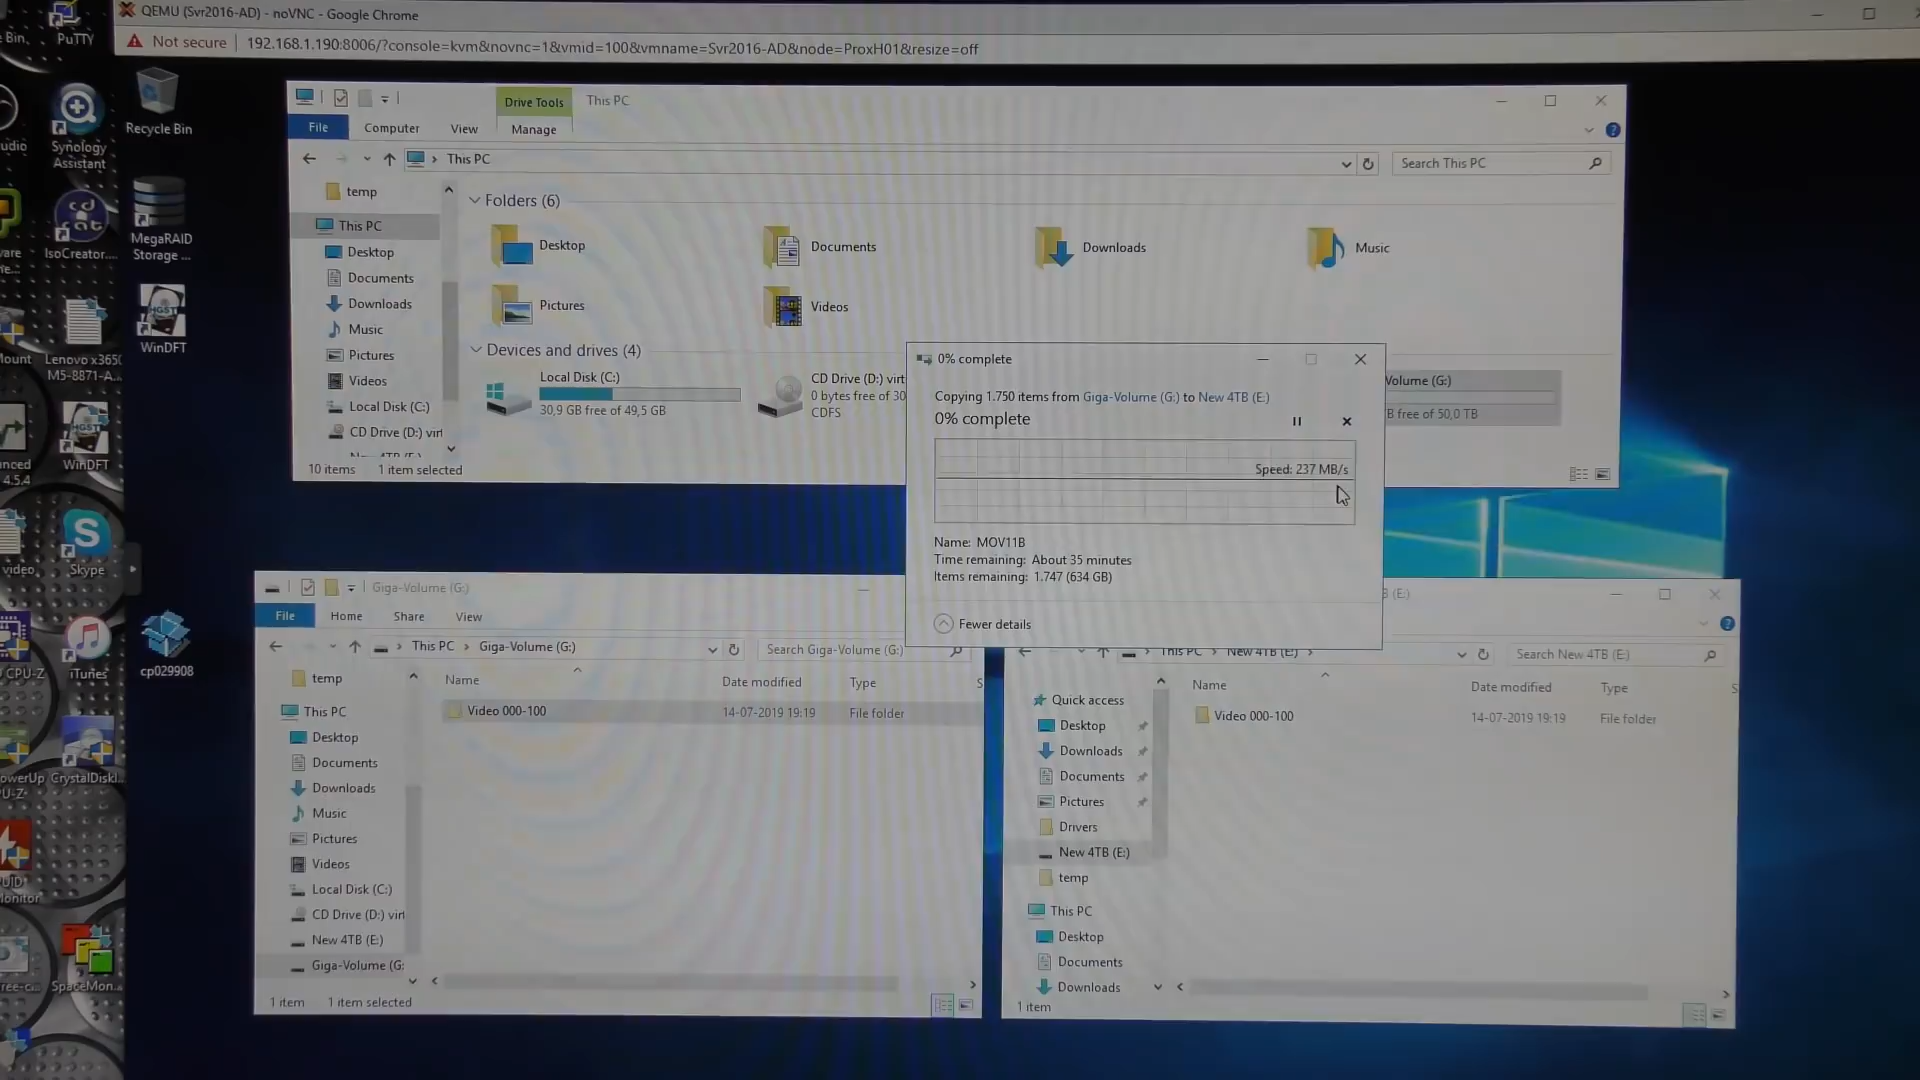 QEMU (Svr2016-AD) - noVNC - Google Chrome
Not secure
192.168.1.190:8006/?console=kvm&novnc=1&vmid=100&vmname=Svr2016-AD&node=ProxH01&resize=off
Bin,
PuTTY
Recycle Bin
Synology
Assistant
MegaRAID
Storage ...
IsoCreator....
WinDFT
Lenovo x3650
M5-8871-A...
WinDFT
4.5.4
video
Skype
cp029908
CPU-Z
iTunes
CrystalDiskI...
SpaceMon...
Drive Tools
This PC
File
Computer
View
Manage
This PC
Search This PC
temp
This PC
Desktop
Documents
Downloads
Music
Pictures
Videos
Local Disk (C:)
CD Drive (D:) virt
New 4TB (E:)
10 items
1 item selected
Folders (6)
Desktop
Documents
Downloads
Music
Pictures
Videos
Devices and drives (4)
Local Disk (C:)
30,9 GB free of 49,5 GB
CD Drive (D:) virt
0 bytes free of 30
CDFS
Volume (G:)
B free of 50,0 TB
0% complete
Copying 1.750 items from Giga-Volume (G:) to New 4TB (E:)
0% complete
Speed: 237 MB/s
Name: MOV11B
Time remaining: About 35 minutes
Items remaining: 1.747 (634 GB)
Fewer details
Giga-Volume (G:)
File
Home
Share
View
This PC
Giga-Volume (G:)
Search Giga-Volume (G:)
temp
This PC
Desktop
Documents
Downloads
Music
Pictures
Videos
Local Disk (C:)
CD Drive (D:) virt
New 4TB (E:)
Giga-Volume (G:
Name
Date modified
Type
S
Video 000-100
14-07-2019 19:19
File folder
1 item
1 item selected
(E:)
This PC
New 4TB (E:)
Search New 4TB (E:)
Quick access
Desktop
Downloads
Documents
Pictures
Drivers
New 4TB (E:)
temp
This PC
Desktop
Documents
Downloads
Name
Date modified
Type
S
Video 000-100
14-07-2019 19:19
File folder
1 item